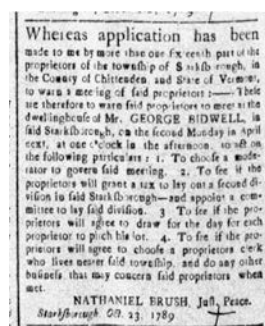 Whereas application has been
made to me by more than one sixteenth part of the
proprietors of the township of Starksborough, in
the County of Chittenden, and State of Vermont,
to warn a meeting of said proprietors :—— These
are therefore to warn said proprietors to meet at the
dwellinghouse of Mr. GEORGE BIDWELL, in
said Starksborough, on the second Monday in April
next, at one o'clock in the afternoon, to act on
the following particulars : 1. To choose a mode-
rator to govern said meeting. 2. To see if the
proprietors will grant a tax to lay out a second di-
vision in said Starksborough—and appoint a com-
mittee to lay said division. 3 To see if the pro-
prietors will agree to draw for the day for each
proprietor to pitch his lot. 4. To see if the pro-
prietors will agree to choose a proprietors clerk
who lives nearer said township, and do any other
business that may concern said proprietors when
met.
NATHANIEL BRUSH, Just, Peace.
Starksborough, Oct. 23, 1789